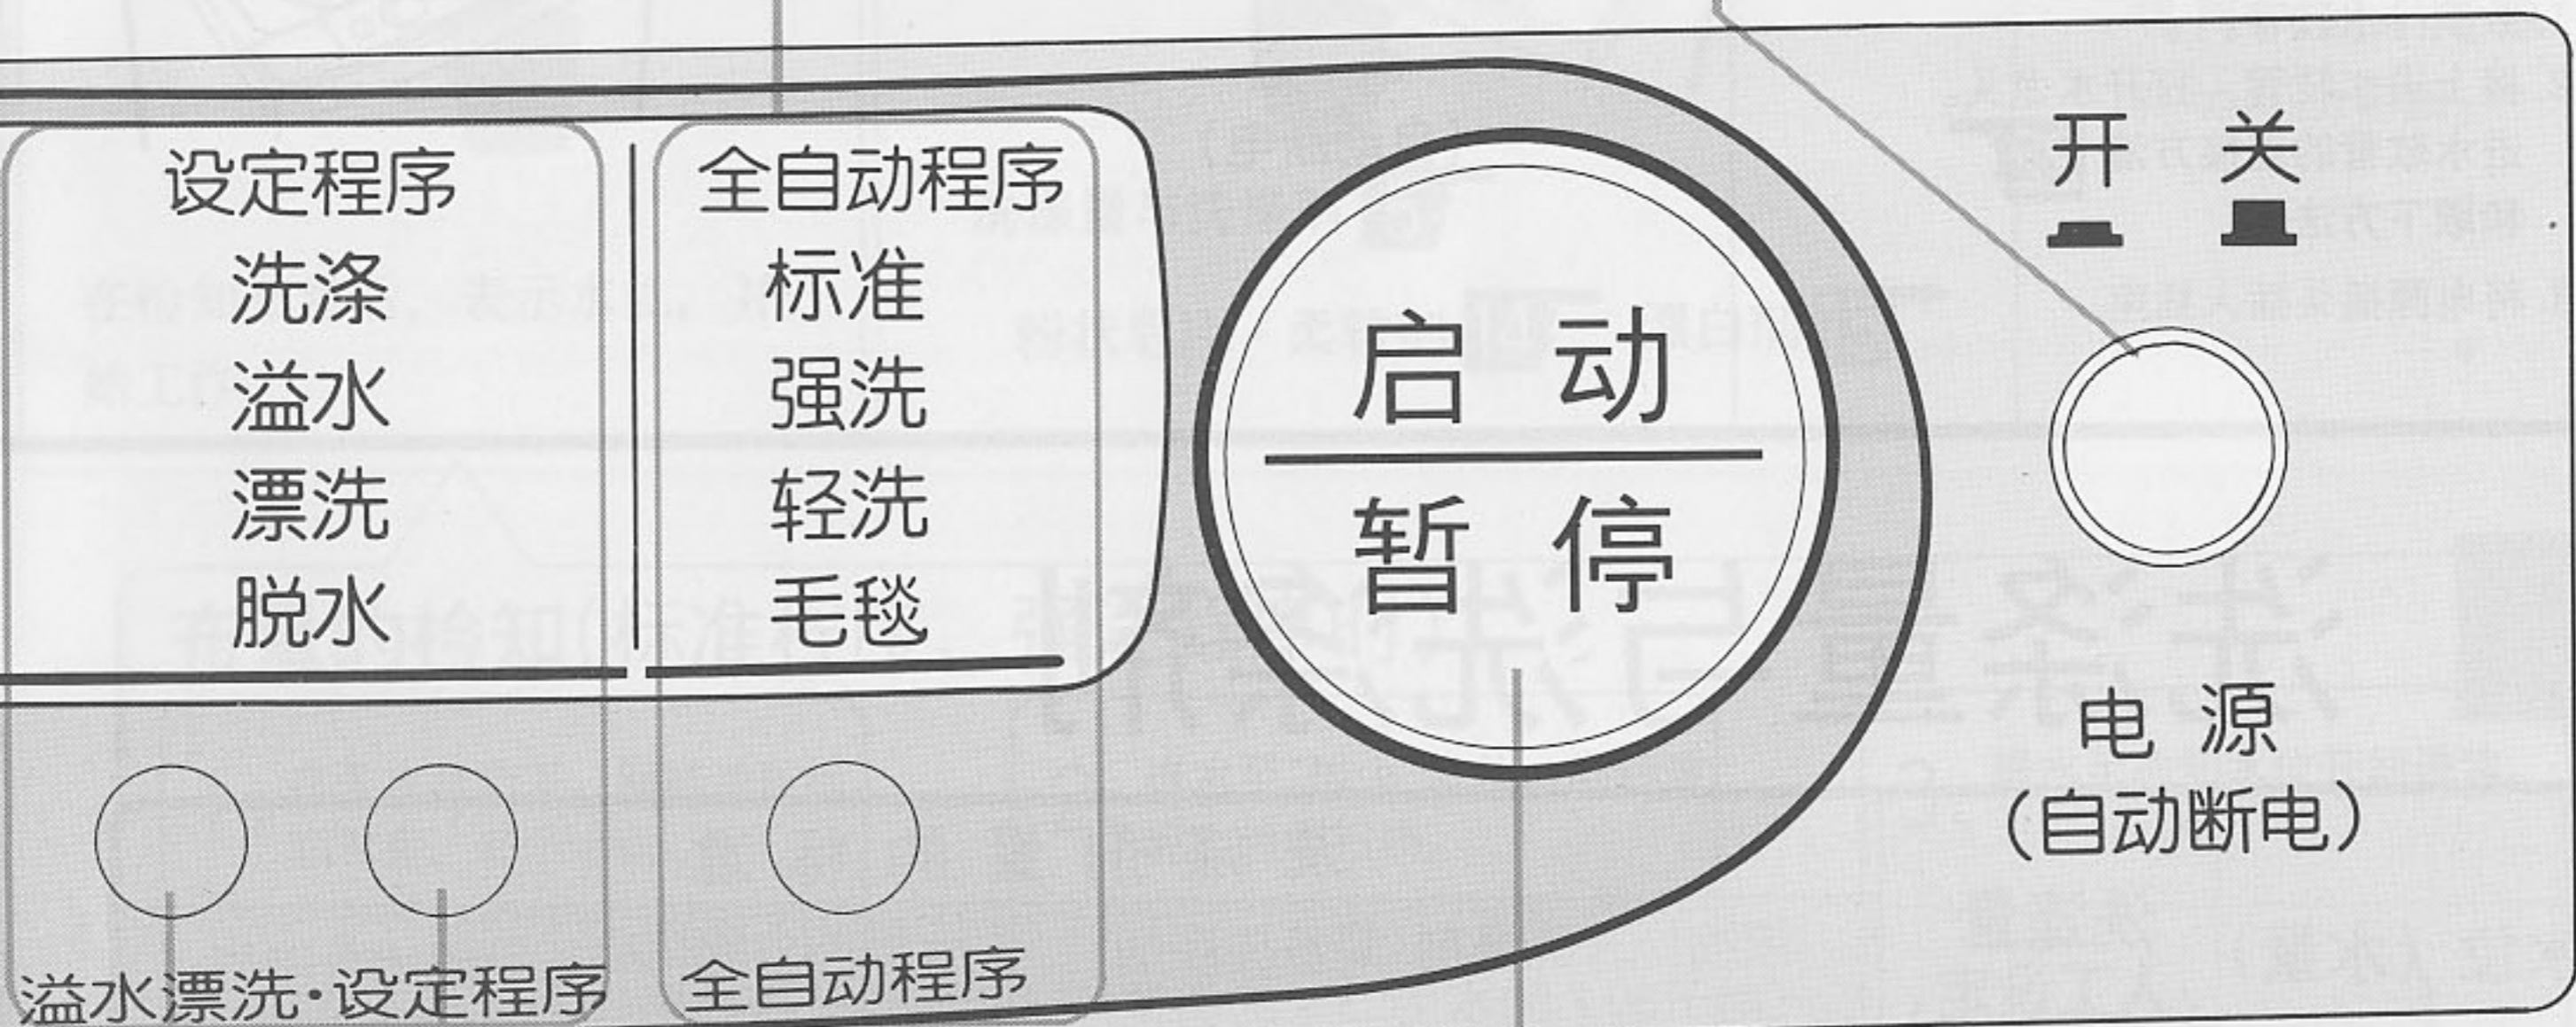 设定程序
洗涤
溢水
漂洗
脱水
全自动程序
标准
强洗
轻洗
毛毯
启 动
暂 停
开 关
电 源
(自动断电)
溢水漂洗·设定程序
全自动程序